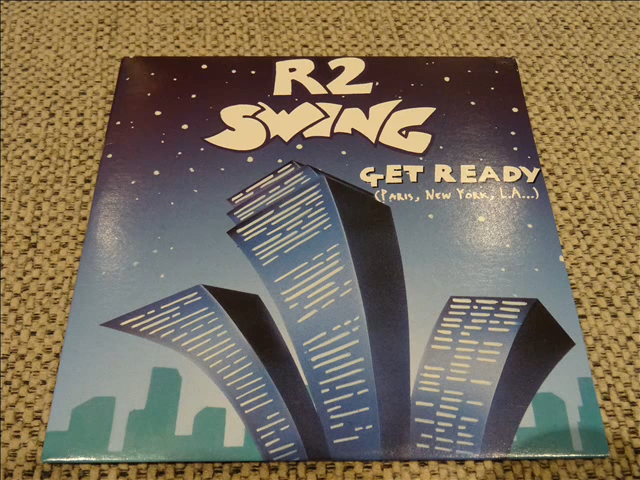 R2
SWING
GET READY
(PARIS, NEW YORK, L.A...)